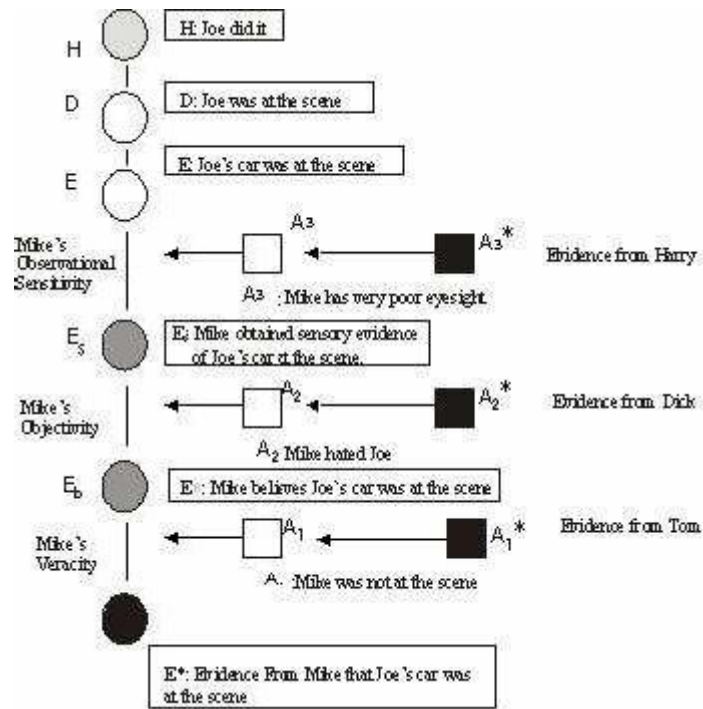 H: Joe did it
H
D
D: Joe was at the scene
E
E: Joe's car was at the scene
A3
A3*
Mike's
Observational
Sensitivity
Evidence from Harry
A3 : Mike has very poor eyesight
Es
E; Mike obtained sensory evidence
of Joe's car at the scene.
A2
A2*
Mike's
Objectivity
Evidence from Dick
A2 Mike hated Joe
Eb
E : Mike believes Joe's car was at the scene
A1
A1*
Evidence from Tom
Mike's
Veracity
A. :Mike was not at the scene
E*: Evidence From Mike that Joe's car was
at the scene